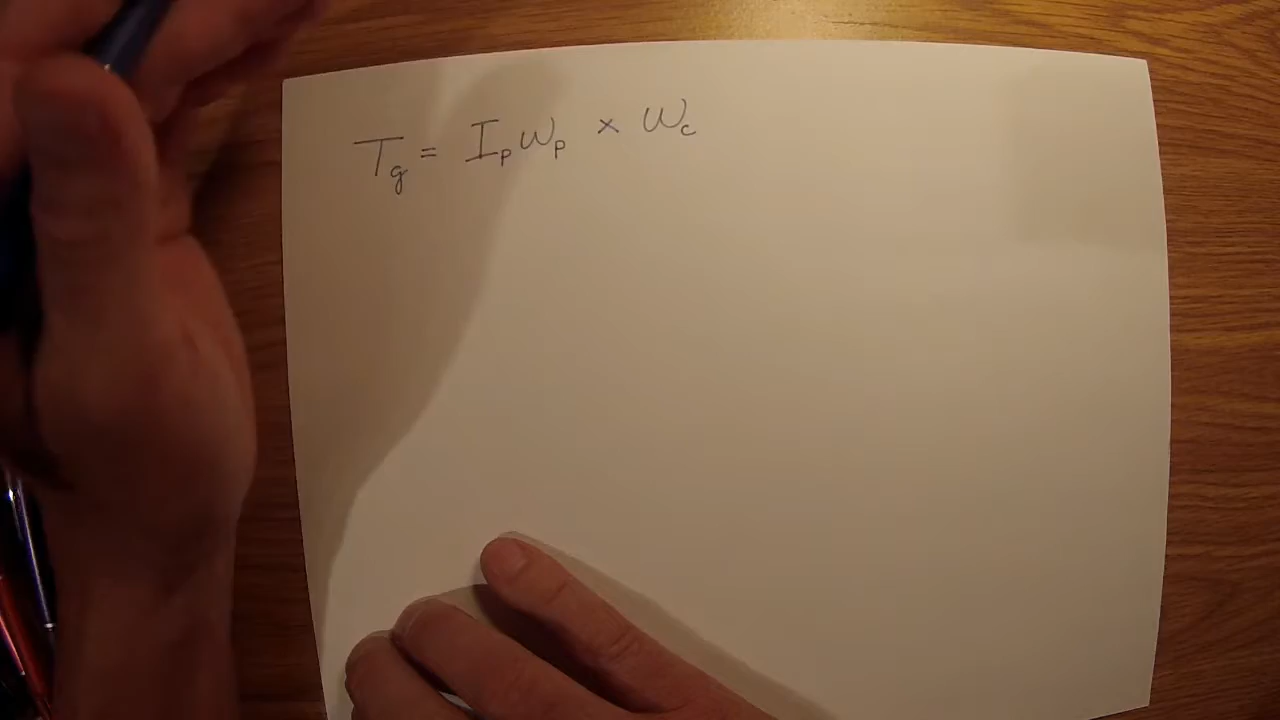 T_g = I_p ω_p × ω_c